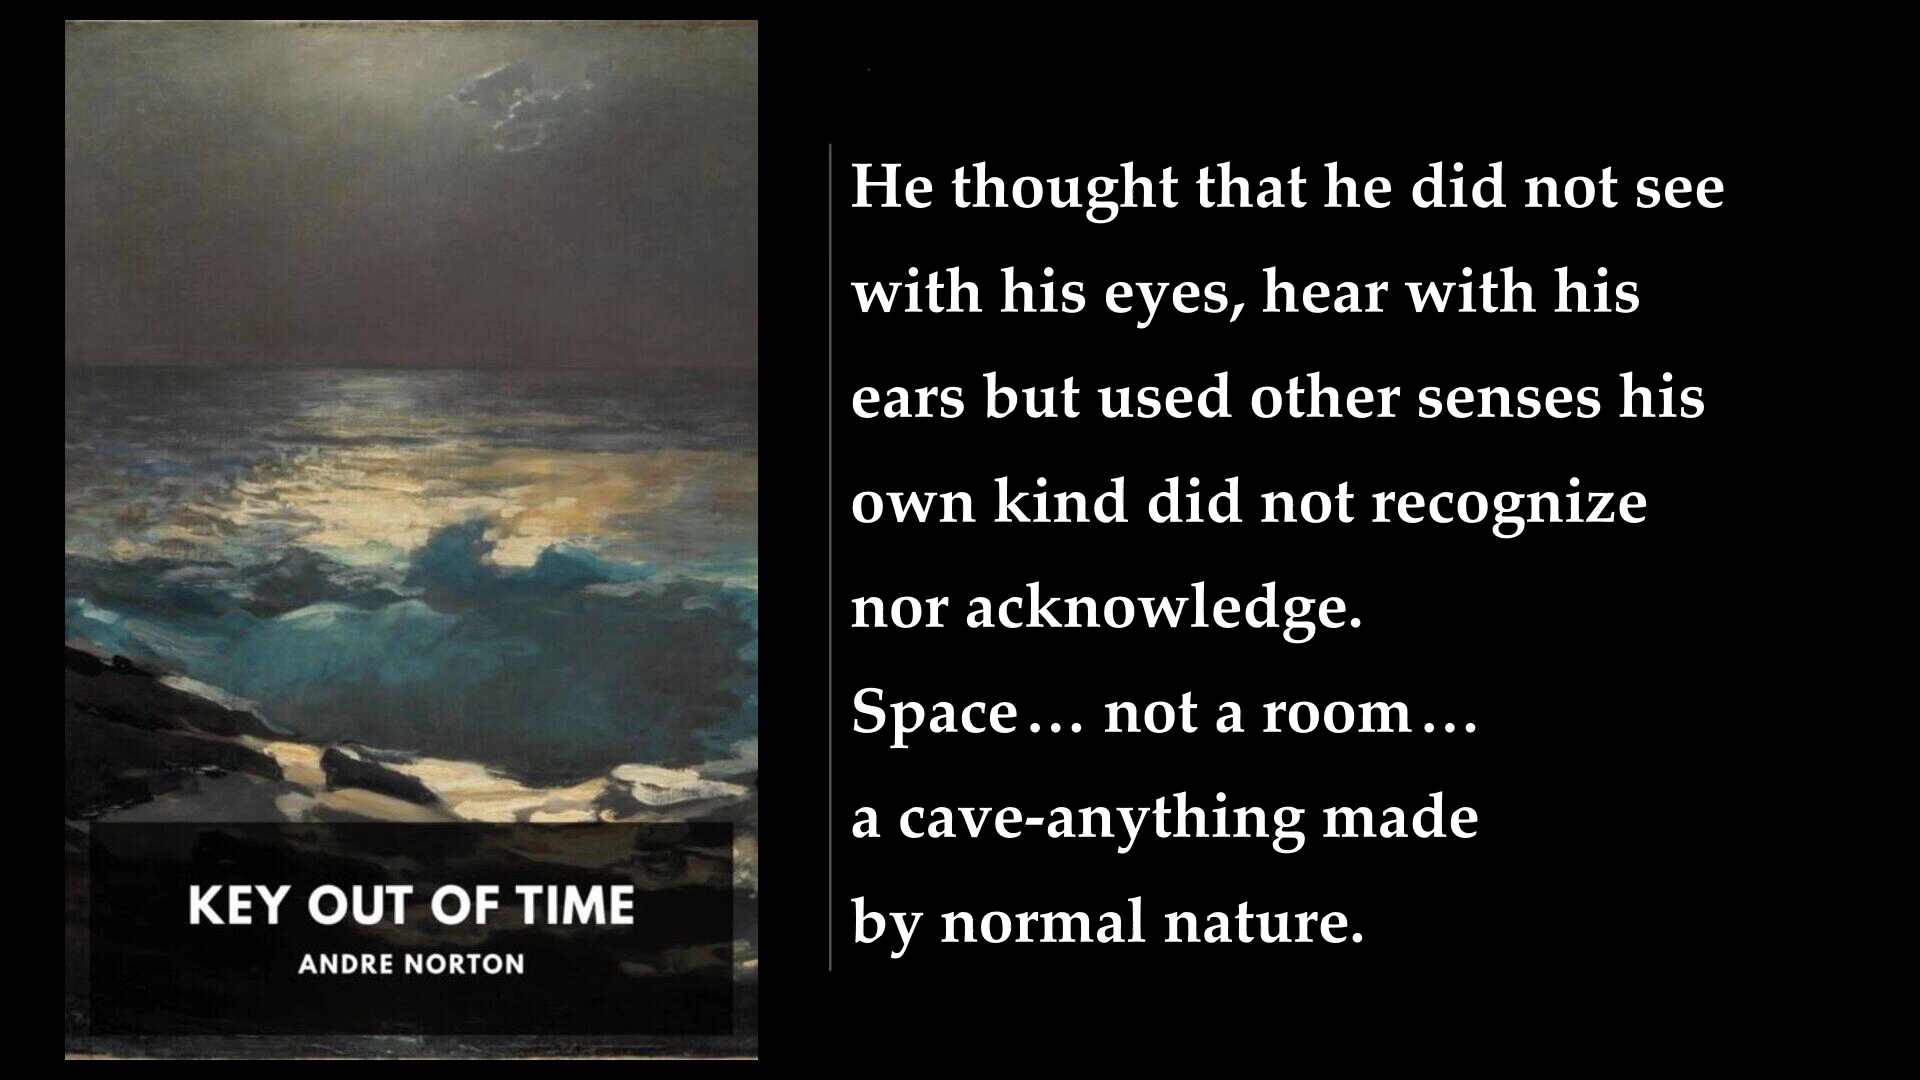 KEY OUT OF TIME
ANDRE NORTON
He thought that he did not see
with his eyes, hear with his
ears but used other senses his
own kind did not recognize
nor acknowledge.
Space… not a room…
a cave-anything made
by normal nature.